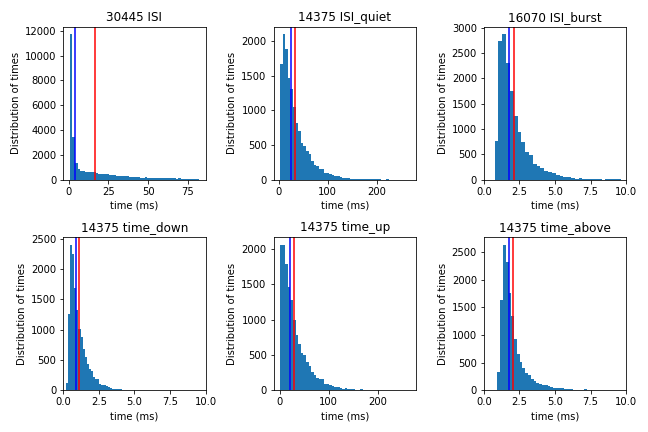 30445 ISI
Distribution of times
12000
10000
8000
6000
4000
2000
0
0 25 50 75
time (ms)
14375 ISI_quiet
Distribution of times
2000
1500
1000
500
0
0 100 200
time (ms)
16070 ISI_burst
Distribution of times
3000
2500
2000
1500
1000
500
0
0.0 2.5 5.0 7.5 10.0
time (ms)
14375 time_down
Distribution of times
2500
2000
1500
1000
500
0
0.0 2.5 5.0 7.5 10.0
time (ms)
14375 time_up
Distribution of times
2000
1500
1000
500
0
0 100 200
time (ms)
14375 time_above
Distribution of times
2500
2000
1500
1000
500
0
0.0 2.5 5.0 7.5 10.0
time (ms)